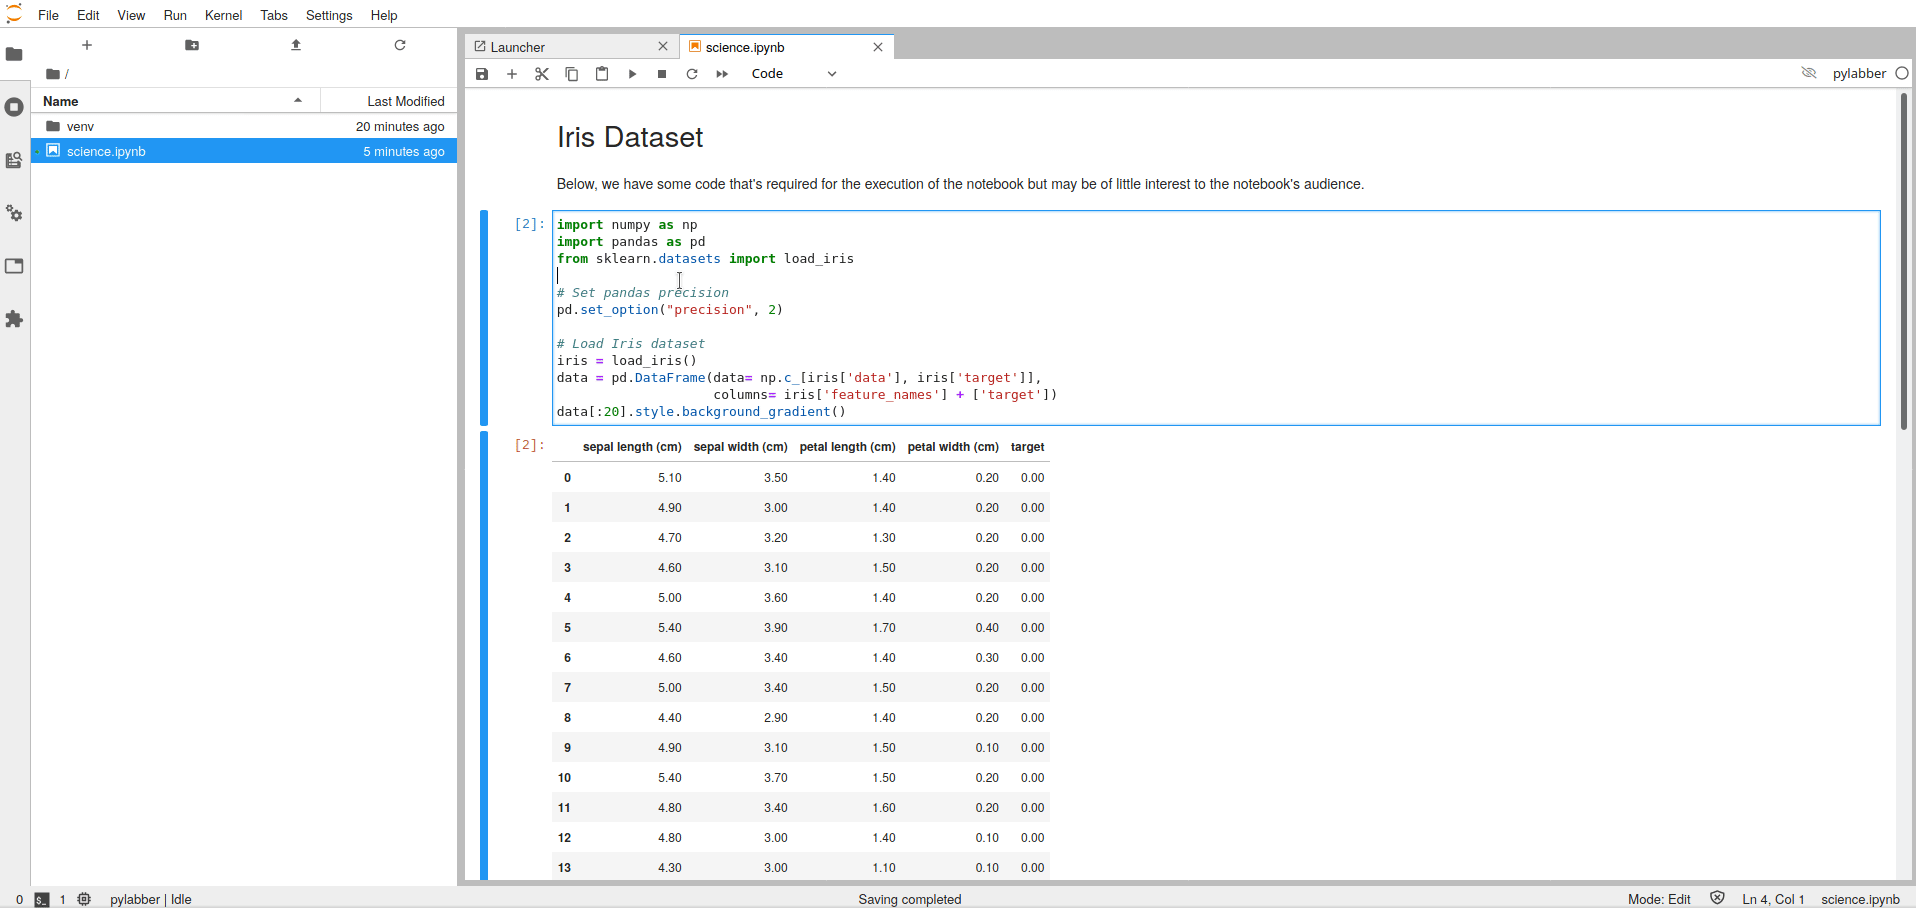 File Edit View Run Kernel Tabs Settings Help
/
Name Last Modified
venv 20 minutes ago
science.ipynb 5 minutes ago
Launcher science.ipynb
Code pylabber
Iris Dataset
Below, we have some code that's required for the execution of the notebook but may be of little interest to the notebook's audience.
[2]: import numpy as np
import pandas as pd
from sklearn.datasets import load_iris
# Set pandas precision
pd.set_option("precision", 2)
# Load Iris dataset
iris = load_iris()
data = pd.DataFrame(data= np.c_[iris['data'], iris['target']],
columns= iris['feature_names'] + ['target'])
data[:20].style.background_gradient()
[2]: sepal length (cm) sepal width (cm) petal length (cm) petal width (cm) target
0 5.10 3.50 1.40 0.20 0.00
1 4.90 3.00 1.40 0.20 0.00
2 4.70 3.20 1.30 0.20 0.00
3 4.60 3.10 1.50 0.20 0.00
4 5.00 3.60 1.40 0.20 0.00
5 5.40 3.90 1.70 0.40 0.00
6 4.60 3.40 1.40 0.30 0.00
7 5.00 3.40 1.50 0.20 0.00
8 4.40 2.90 1.40 0.20 0.00
9 4.90 3.10 1.50 0.10 0.00
10 5.40 3.70 1.50 0.20 0.00
11 4.80 3.40 1.60 0.20 0.00
12 4.80 3.00 1.40 0.10 0.00
13 4.30 3.00 1.10 0.10 0.00
0 $_ 1 pylabber | Idle Saving completed Mode: Edit Ln 4, Col 1 science.ipynb